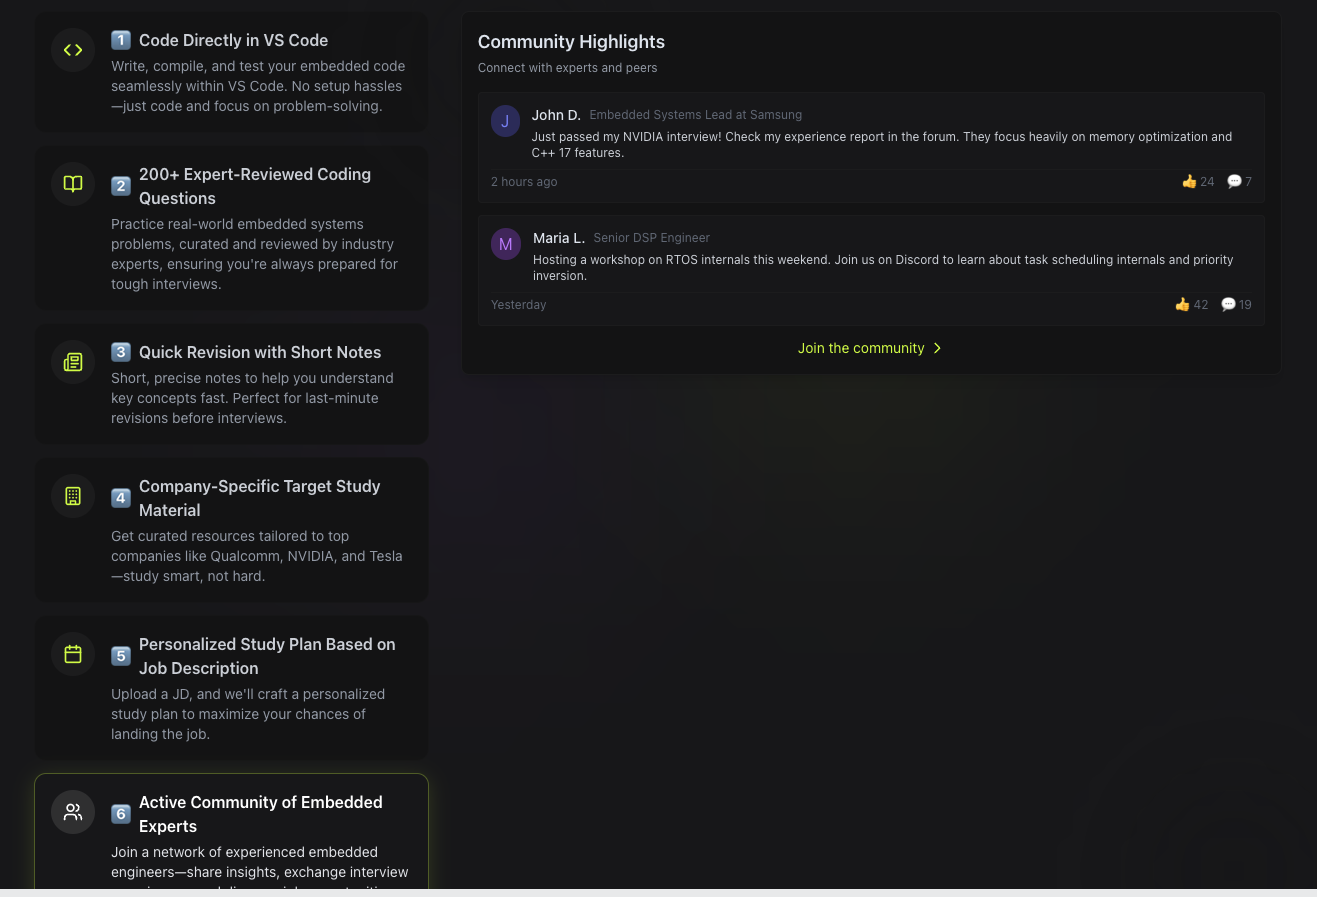 1 Code Directly in VS Code
Write, compile, and test your embedded code
seamlessly within VS Code. No setup hassles
—just code and focus on problem-solving.
2 200+ Expert-Reviewed Coding
Questions
Practice real-world embedded systems
problems, curated and reviewed by industry
experts, ensuring you're always prepared for
tough interviews.
3 Quick Revision with Short Notes
Short, precise notes to help you understand
key concepts fast. Perfect for last-minute
revisions before interviews.
4 Company-Specific Target Study
Material
Get curated resources tailored to top
companies like Qualcomm, NVIDIA, and Tesla
—study smart, not hard.
5 Personalized Study Plan Based on
Job Description
Upload a JD, and we'll craft a personalized
study plan to maximize your chances of
landing the job.
6 Active Community of Embedded
Experts
Join a network of experienced embedded
engineers—share insights, exchange interview
Community Highlights
Connect with experts and peers
J John D. Embedded Systems Lead at Samsung
Just passed my NVIDIA interview! Check my experience report in the forum. They focus heavily on memory optimization and
C++ 17 features.
2 hours ago 👍 24 💬 7
M Maria L. Senior DSP Engineer
Hosting a workshop on RTOS internals this weekend. Join us on Discord to learn about task scheduling internals and priority
inversion.
Yesterday 👍 42 💬 19
Join the community